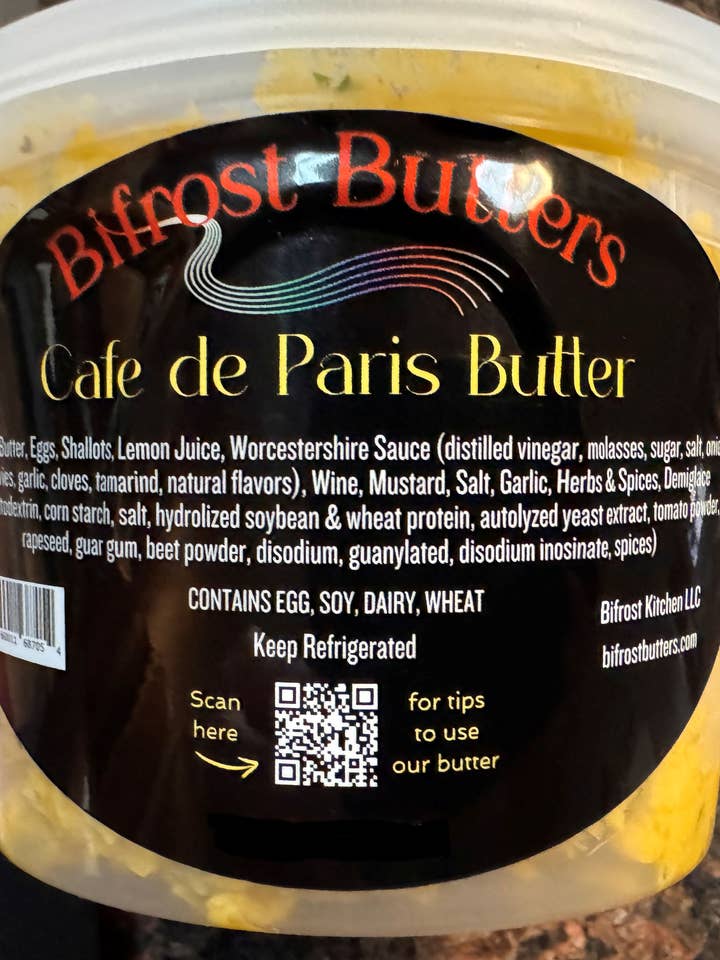 Bifrost Butters
Cafe de Paris Butter
Butter, Eggs, Shallots, Lemon Juice, Worcestershire Sauce (distilled vinegar, molasses, sugar, salt,
garlic, cloves, tamarind, natural flavors), Wine, Mustard, Salt, Garlic, Herbs & Spices, Demiglace
corn starch, salt, hydrolized soybean & wheat protein, autolyzed yeast extract, tomato powder,
rapeseed, guar gum, beet powder, disodium, guanylated, disodium inosinate, spices)
CONTAINS EGG, SOY, DAIRY, WHEAT
Keep Refrigerated
Bifrost Kitchen LLC
bifrostbutters.com
68705 4
Scan
here
for tips
to use
our butter